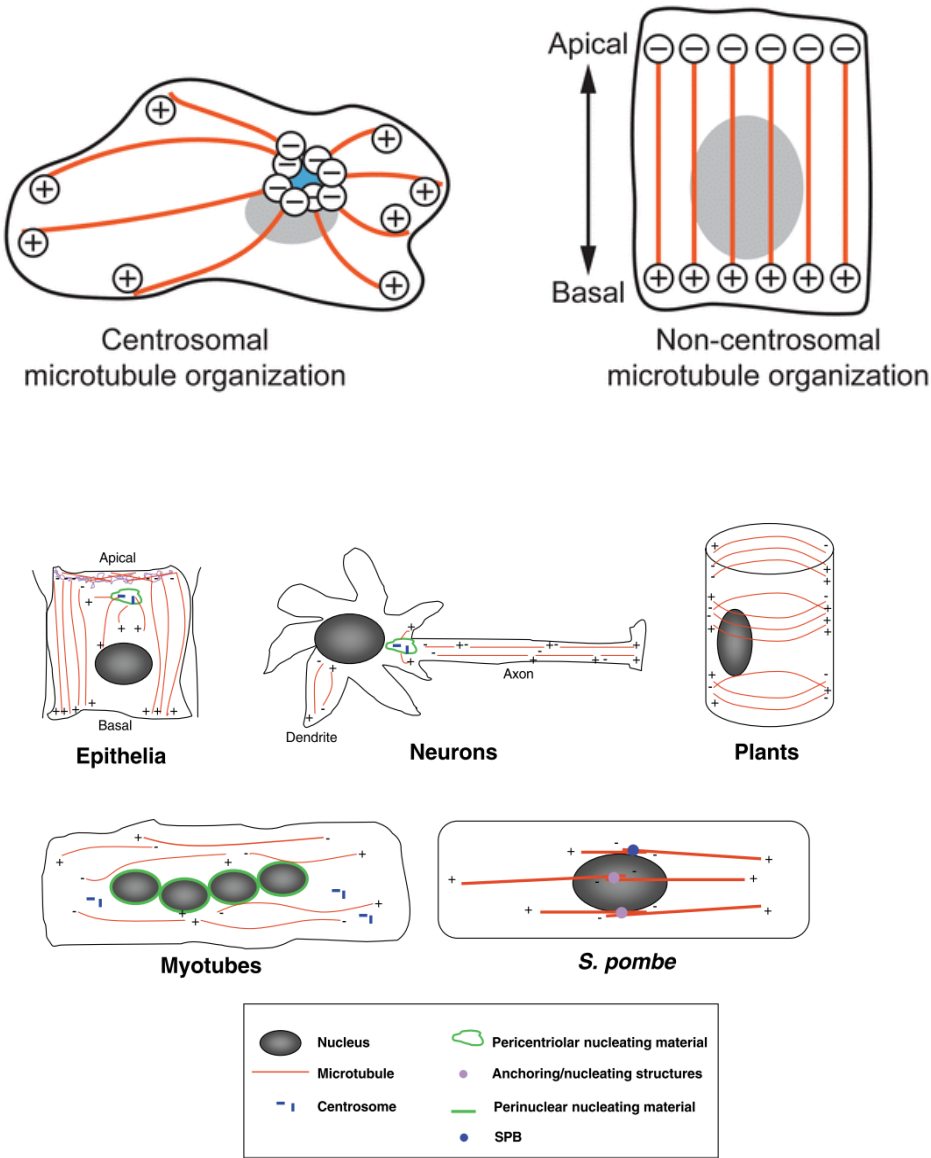 Apical
Basal
Centrosomal
microtubule organization
Non-centrosomal
microtubule organization
Apical
Basal
Epithelia
Axon
Dendrite
Neurons
Plants
Myotubes
S. pombe
Nucleus
Microtubule
Centrosome
Pericentriolar nucleating material
Anchoring/nucleating structures
Perinuclear nucleating material
SPB